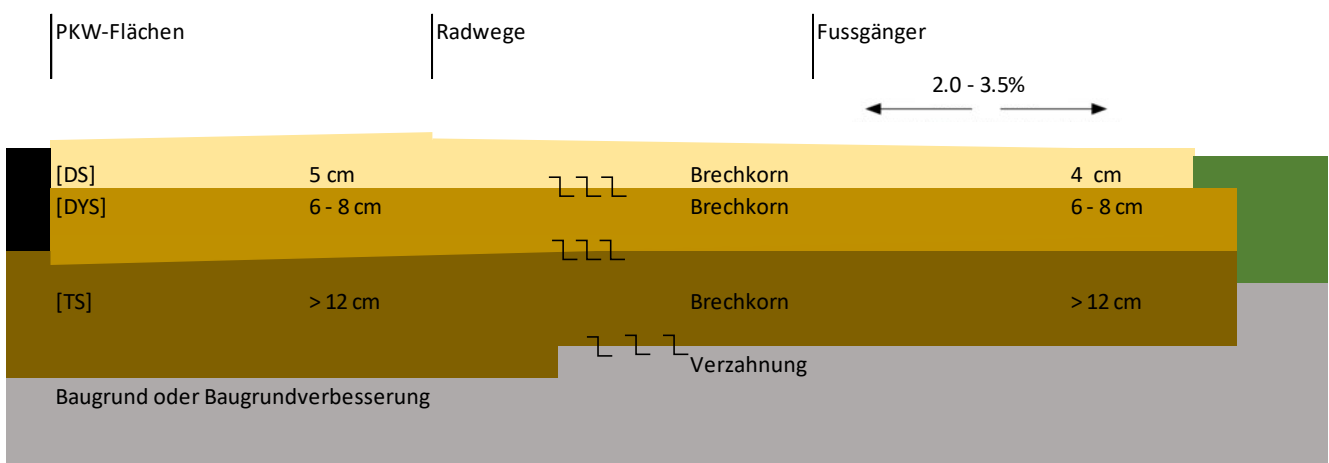 PKW-Flächen Radwege Fussgänger
2.0 - 3.5%
[DS] 5 cm Brechkorn 4 cm
[DYS] 6 - 8 cm Brechkorn 6 - 8 cm
[TS] > 12 cm Brechkorn > 12 cm
Verzahnung
Baugrund oder Baugrundverbesserung